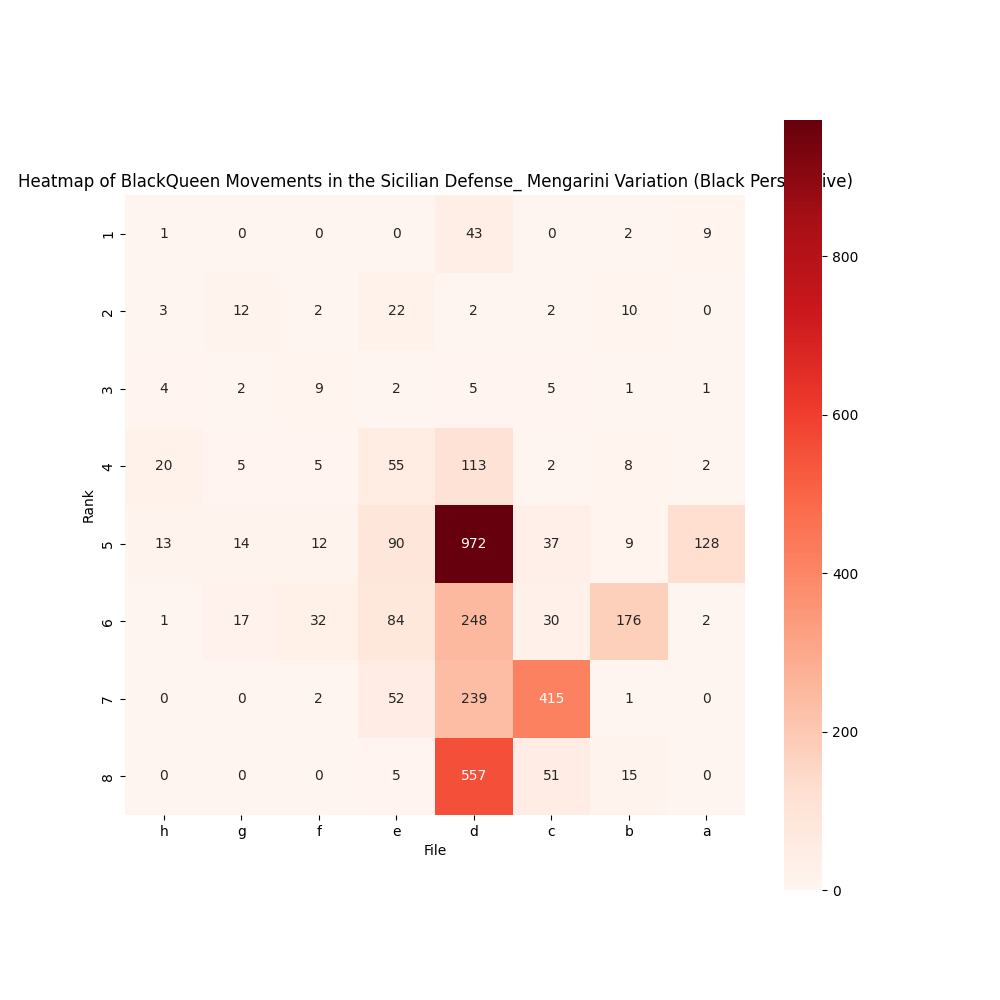 Heatmap of BlackQueen Movements in the Sicilian Defense_ Mengarini Variation (Black Pers ive)
1 1 0 0 0 43 0 2 9
2 3 12 2 22 2 2 10 0
3 4 2 9 2 5 5 1 1
4 20 5 5 55 113 2 8 2
5 13 14 12 90 972 37 9 128
6 1 17 32 84 248 30 176 2
7 0 0 2 52 239 415 1 0
8 0 0 0 5 557 51 15 0
h g f e d c b a
File
Rank
800
600
400
200
0